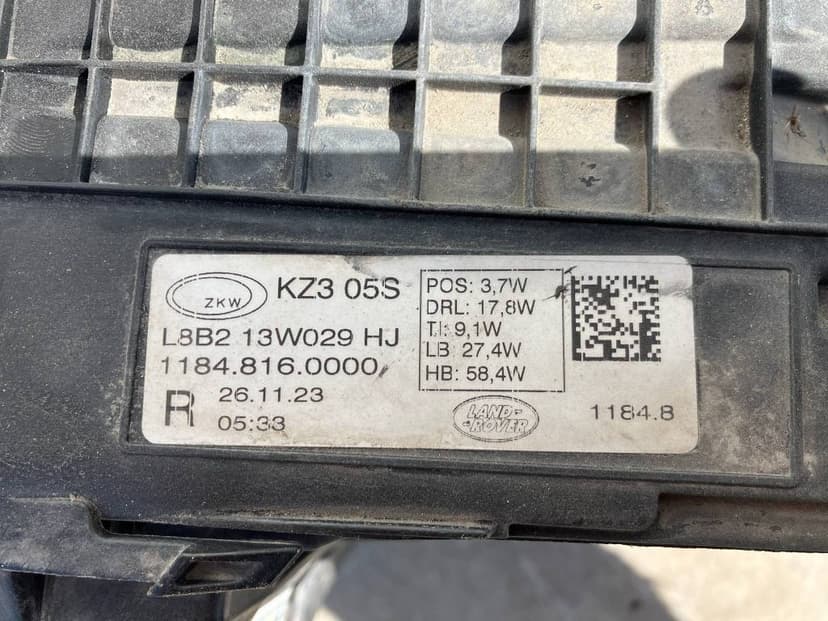 ZKW
KZ3 05S
L8B2 13W029 HJ
1184.816.0000
R
26.11.23
05:33
POS: 3,7W
DRL: 17,8W
TI: 9,1W
LB: 27,4W
HB: 58,4W
LAND-
-ROVER
1184.8